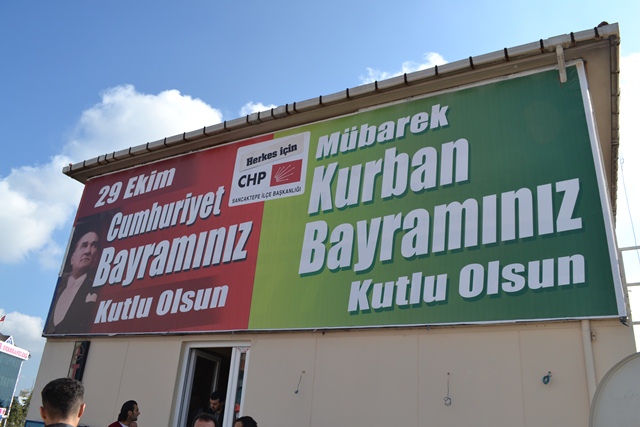 29 Ekim
Cumhuriyet
Bayramınız
Kutlu Olsun
Herkes için
CHP
SANCAKTEPE İLÇE BAŞKANLIĞI
Mübarek
Kurban
Bayramınız
Kutlu Olsun